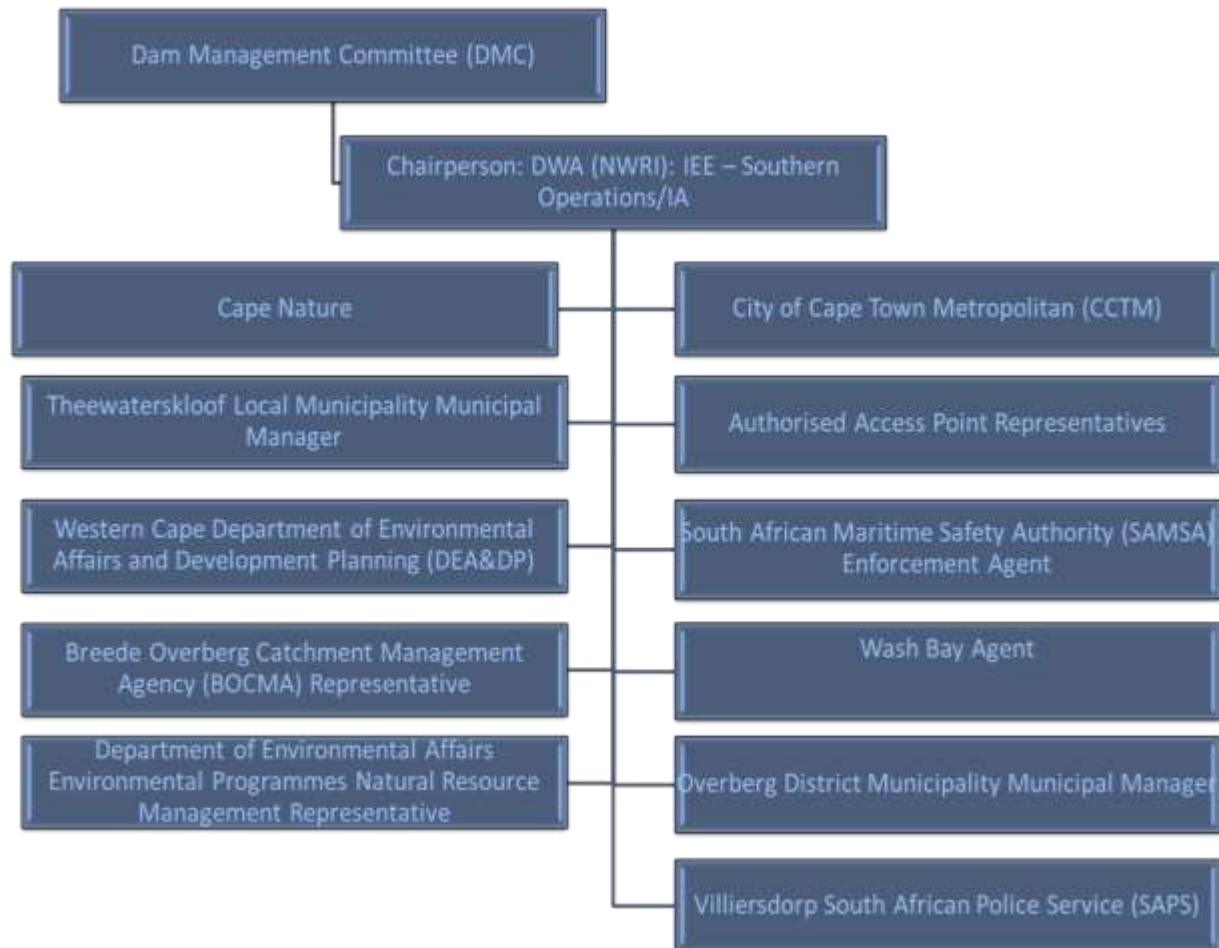 Dam Management Committee (DMC)
Chairperson: DWA (NWRI): IEE – Southern
Operations/IA
Cape Nature
City of Cape Town Metropolitan (CCTM)
Theewaterskloof Local Municipality Municipal
Manager
Authorised Access Point Representatives
Western Cape Department of Environmental
Affairs and Development Planning (DEA&DP)
South African Maritime Safety Authority (SAMSA)
Enforcement Agent
Breede Overberg Catchment Management
Agency (BOCMA) Representative
Wash Bay Agent
Department of Environmental Affairs
Environmental Programmes Natural Resource
Management Representative
Overberg District Municipality Municipal Manager
Villiersdorp South African Police Service (SAPS)